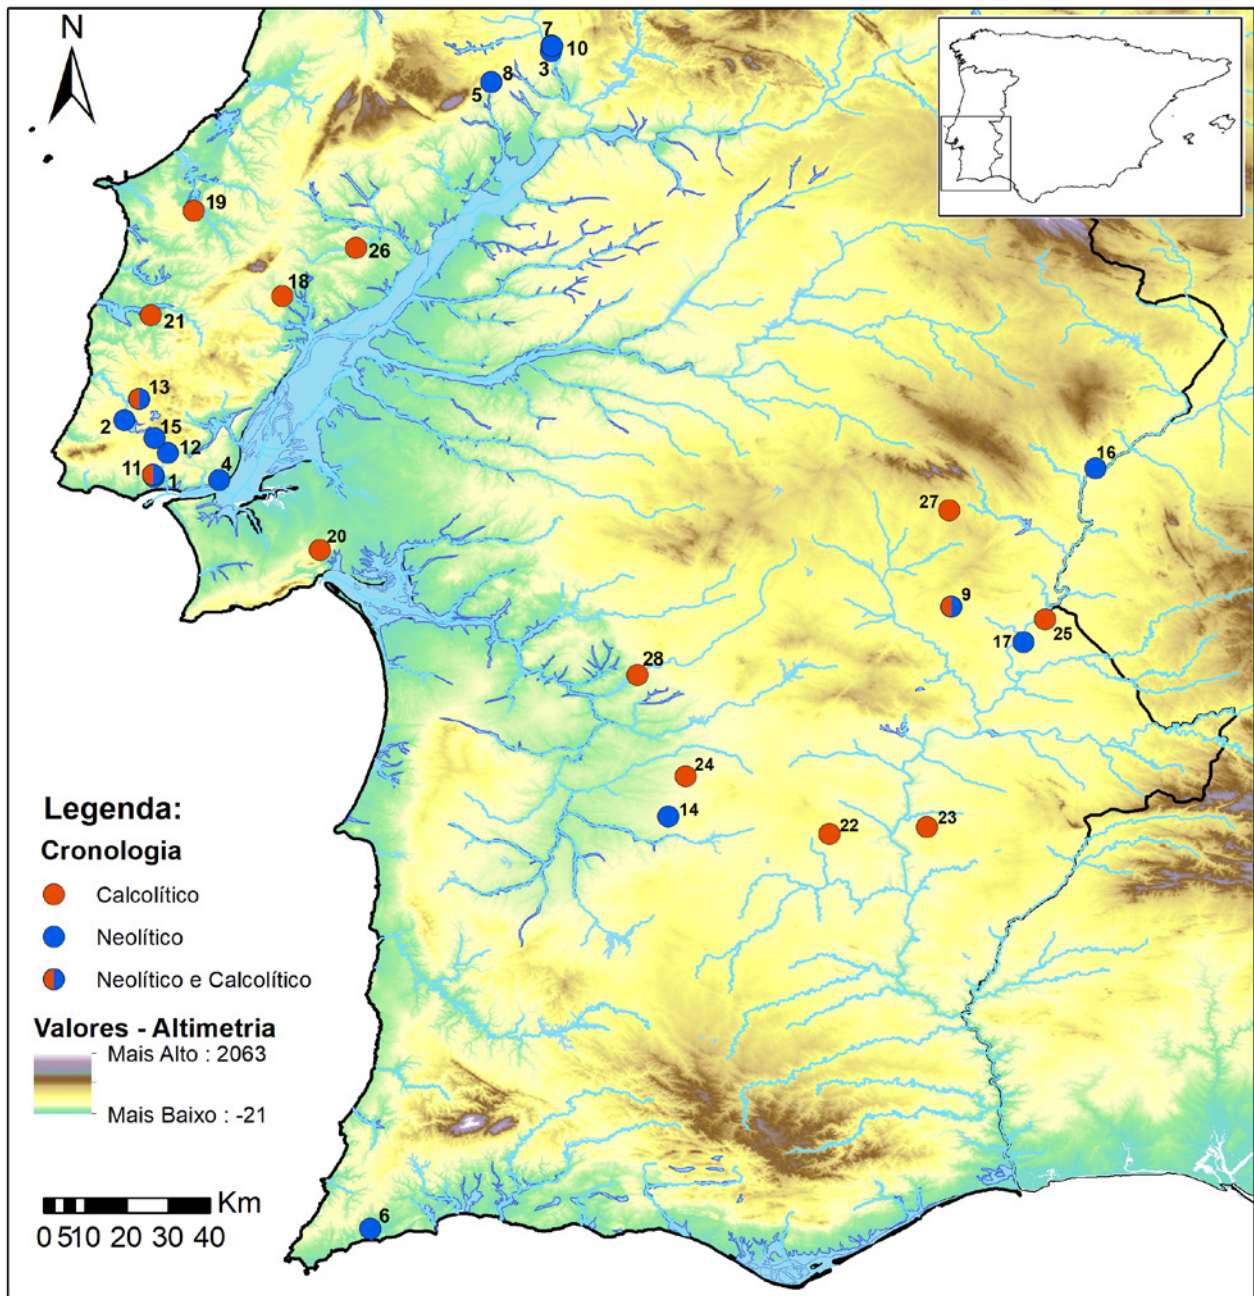 N
7
10
3
8
5
19
26
18
21
13
2
15
12
11
1
4
16
27
20
9
25
17
28
24
14
22
23
6
Legenda:
Cronologia
Calcolítico
Neolítico
Neolítico e Calcolítico
Valores - Altimetria
Mais Alto : 2063
Mais Baixo : -21
Km
0 510 20 30 40